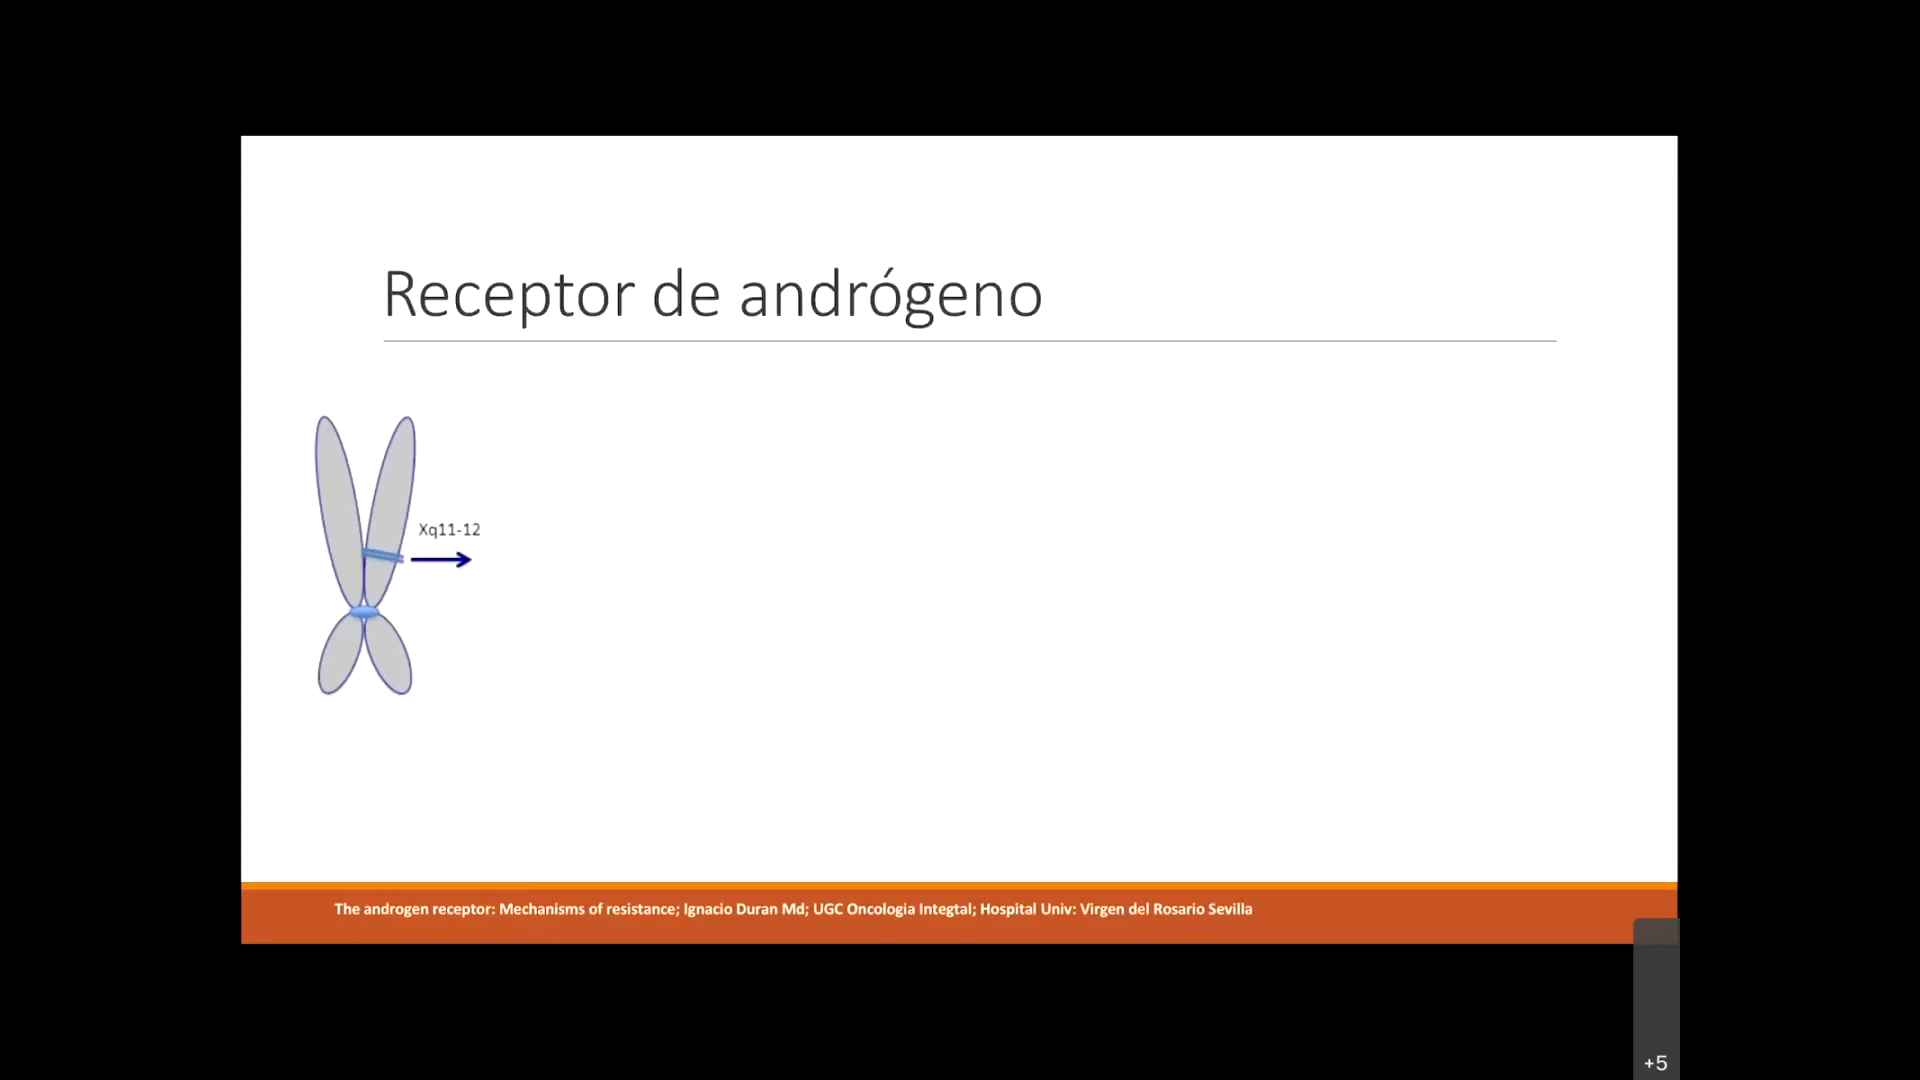 Receptor de andrógeno
Xq11-12
The androgen receptor: Mechanisms of resistance; Ignacio Duran Md; UGC Oncologia Integtal; Hospital Univ: Virgen del Rosario Sevilla
+5